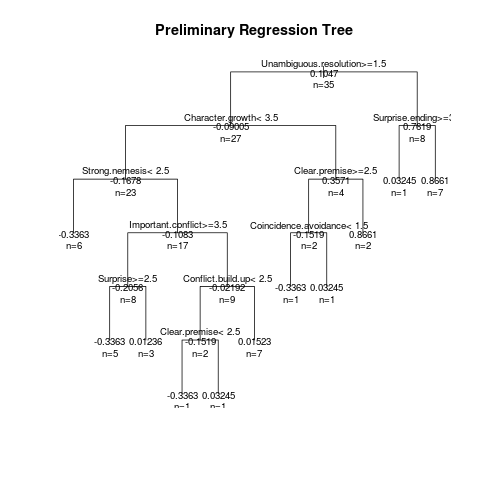 Preliminary Regression Tree
Unambiguous.resolution>=1.5
0.1047
n=35
Character.growth< 3.5
-0.09005
n=27
Surprise.ending>=
0.7619
n=8
Strong.nemesis< 2.5
-0.1678
n=23
Clear.premise>=2.5
0.3571
n=4
0.03245
n=1
0.8661
n=7
-0.3363
n=6
Important.conflict>=3.5
-0.1083
n=17
Coincidence.avoidance< 1.5
-0.1519
n=2
0.8661
n=2
Surprise>=2.5
-0.2056
n=8
Conflict.build.up< 2.5
-0.02192
n=9
-0.3363
n=1
0.03245
n=1
-0.3363
n=5
0.01236
n=3
Clear.premise< 2.5
-0.1519
n=2
0.01523
n=7
-0.3363
n=1
0.03245
n=1